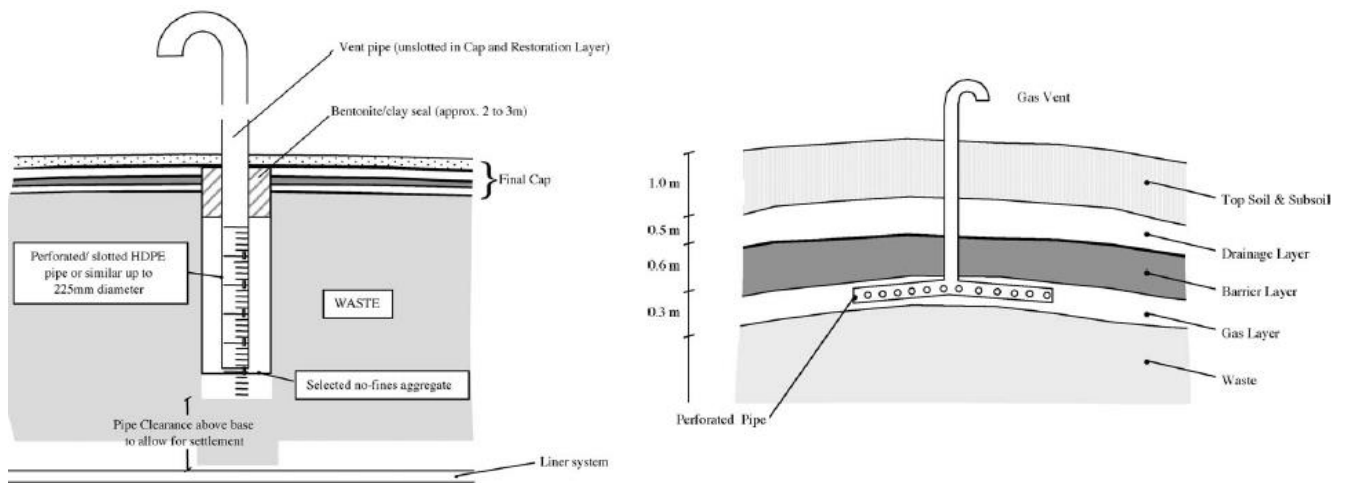 Vent pipe (unslotted in Cap and Restoration Layer)
Bentonite/clay seal (approx. 2 to 3m)
Final Cap
Perforated/ slotted HDPE
pipe or similar up to
225mm diameter
WASTE
Selected no-fines aggregate
Pipe Clearance above base
to allow for settlement
Liner system
Gas Vent
1.0 m
Top Soil & Subsoil
0.5 m
Drainage Layer
0.6 m
Barrier Layer
0.3 m
Gas Layer
Waste
Perforated Pipe